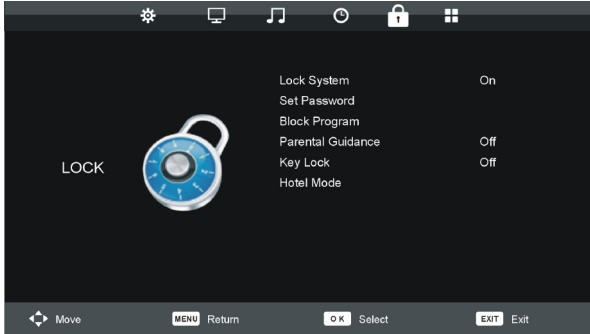 Lock System On
Set Password
Block Program
Parental Guidance Off
Key Lock Off
Hotel Mode
LOCK
Move MENU Return OK Select EXIT Exit